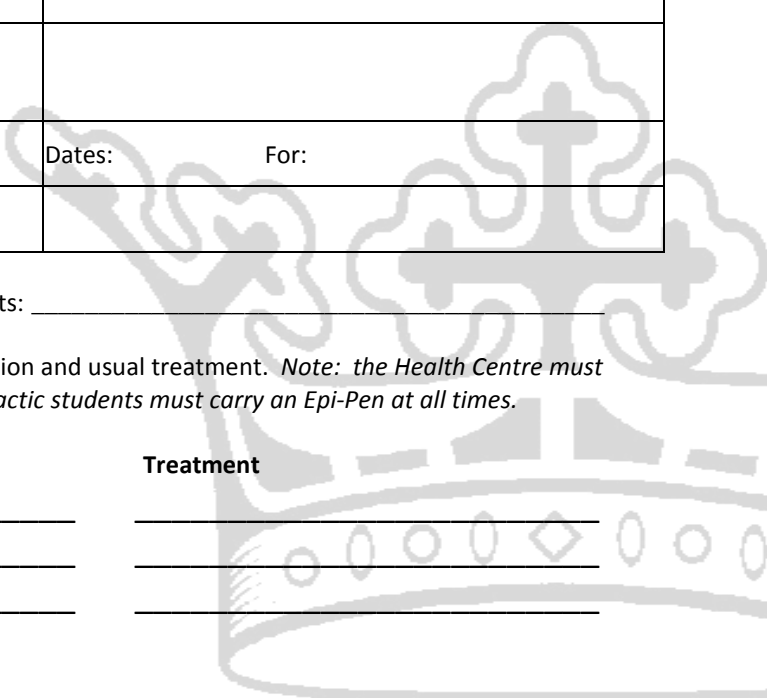 Dates: For:
ts: ___________________________________________
ion and usual treatment. Note: the Health Centre must
actic students must carry an Epi-Pen at all times.
Treatment